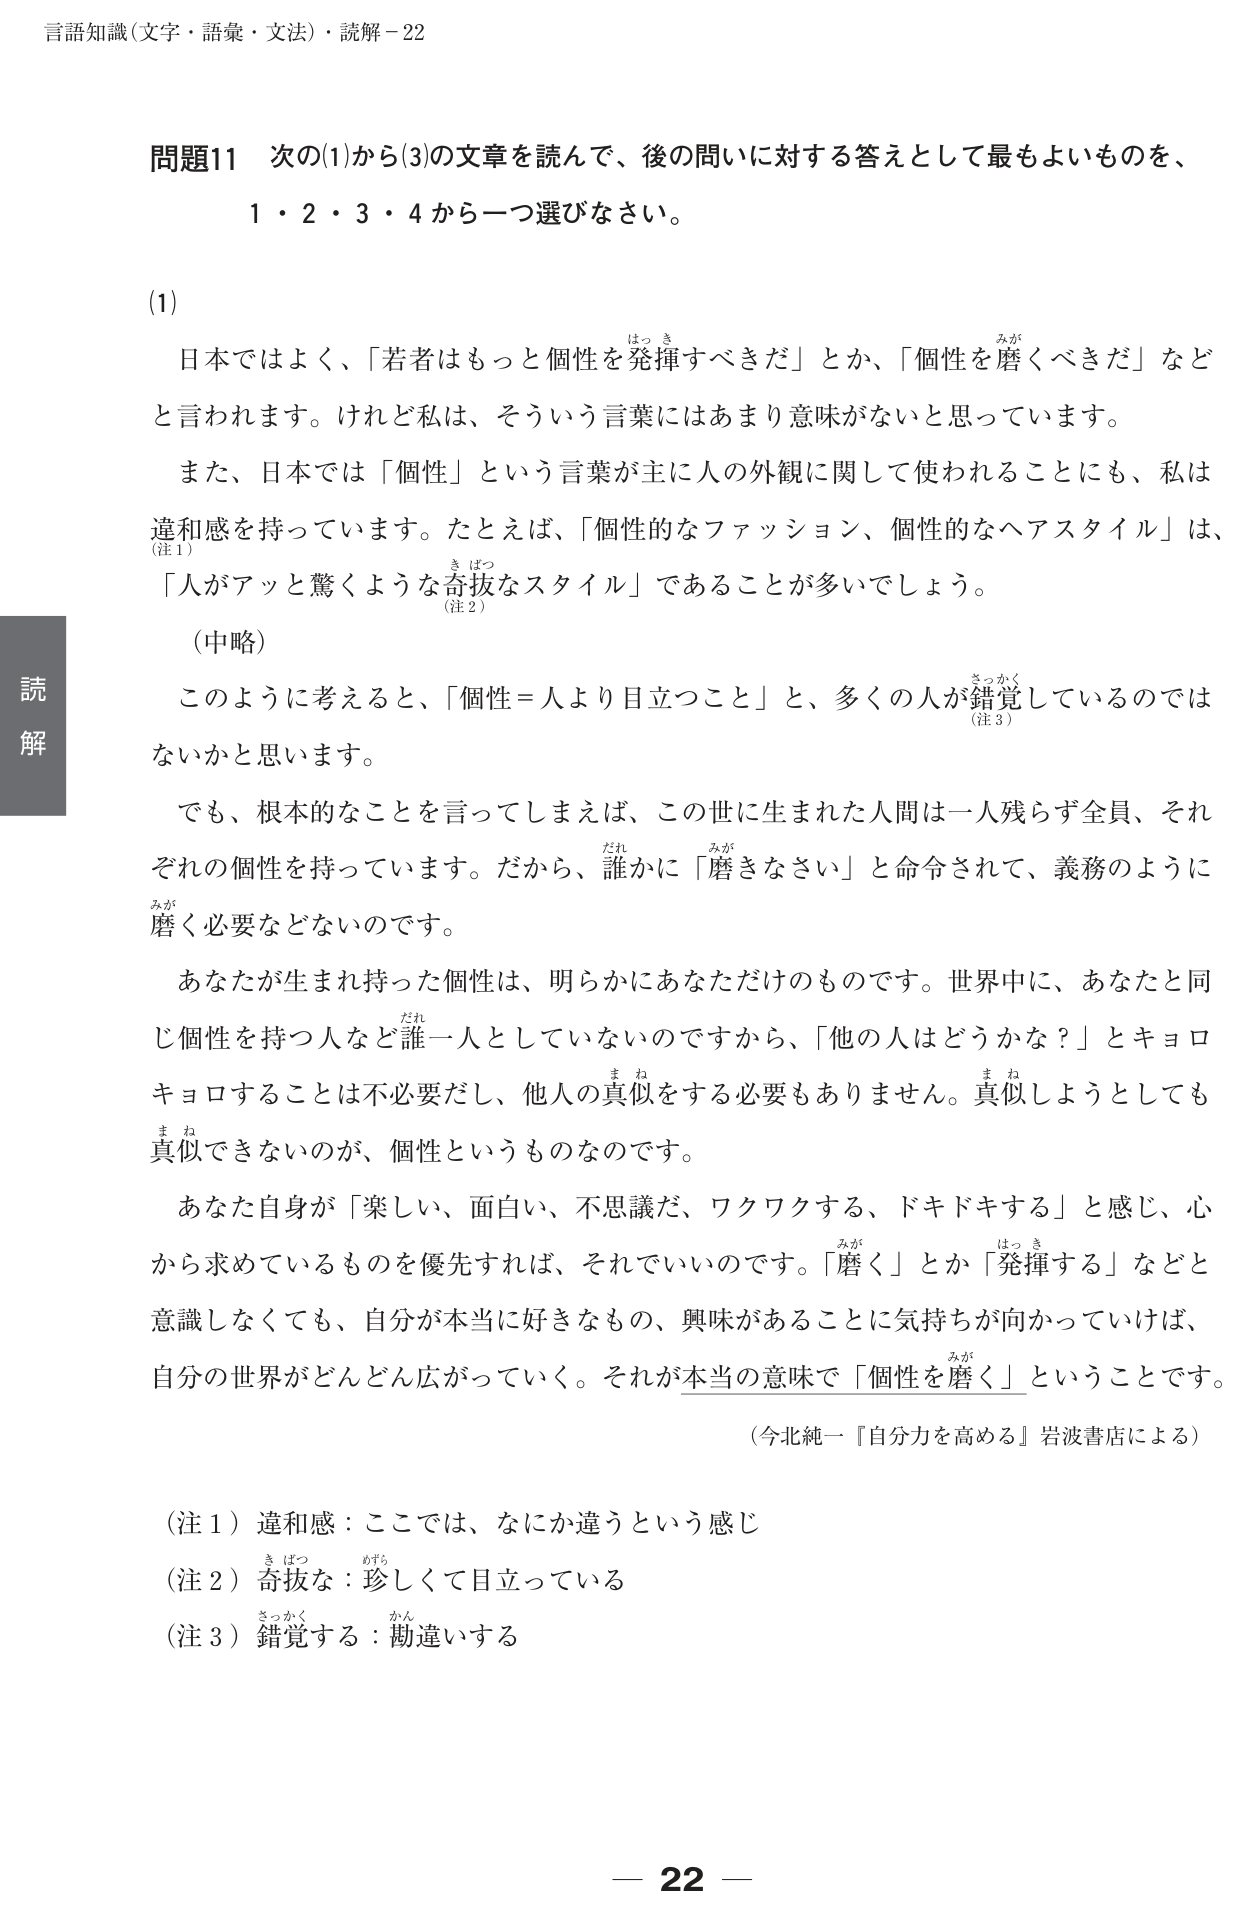 言語知識(文字・語彙・文法)・読解－22
問題11　次の(1)から(3)の文章を読んで、後の問いに対する答えとして最もよいものを、
1・2・3・4から一つ選びなさい。
(1)
日本ではよく、「若者はもっと個性を発揮すべきだ」とか、「個性を磨くべきだ」など
と言われます。けれど私は、そういう言葉にはあまり意味がないと思っています。
また、日本では「個性」という言葉が主に人の外観に関して使われることにも、私は
違和感を持っています。たとえば、「個性的なファッション、個性的なヘアスタイル」は、
(注1)
「人がアッと驚くような奇抜なスタイル」であることが多いでしょう。
(注2)
（中略）
このように考えると、「個性＝人より目立つこと」と、多くの人が錯覚しているのでは
(注3)
ないかと思います。
でも、根本的なことを言ってしまえば、この世に生まれた人間は一人残らず全員、それ
ぞれの個性を持っています。だから、誰かに「磨きなさい」と命令されて、義務のように
磨く必要などないのです。
あなたが生まれ持った個性は、明らかにあなただけのものです。世界中に、あなたと同
じ個性を持つ人など誰一人としていないのですから、「他の人はどうかな？」とキョロ
キョロすることは不必要だし、他人の真似をする必要もありません。真似しようとしても
真似できないのが、個性というものなのです。
あなた自身が「楽しい、面白い、不思議だ、ワクワクする、ドキドキする」と感じ、心
から求めているものを優先すれば、それでいいのです。「磨く」とか「発揮する」などと
意識しなくても、自分が本当に好きなもの、興味があることに気持ちが向かっていけば、
自分の世界がどんどん広がっていく。それが本当の意味で「個性を磨く」ということです。
（今北純一『自分力を高める』岩波書店による）
（注1）違和感：ここでは、なにか違うという感じ
（注2）奇抜な：珍しくて目立っている
（注3）錯覚する：勘違いする
読解
― 22 ―